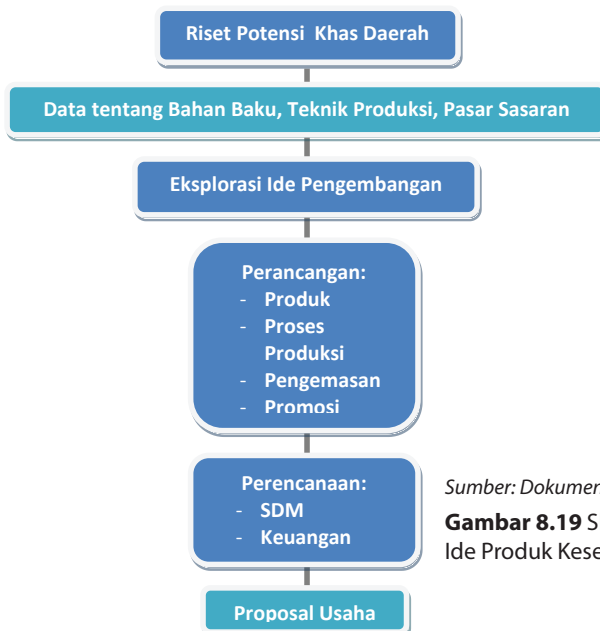 Riset Potensi Khas Daerah
Data tentang Bahan Baku, Teknik Produksi, Pasar Sasaran
Eksplorasi Ide Pengembangan
Perancangan:
- Produk
- Proses
Produksi
- Pengemasan
- Promosi
Perencanaan:
- SDM
- Keuangan
Sumber: Dokumen
Gambar 8.19 S
Ide Produk Kese
Proposal Usaha